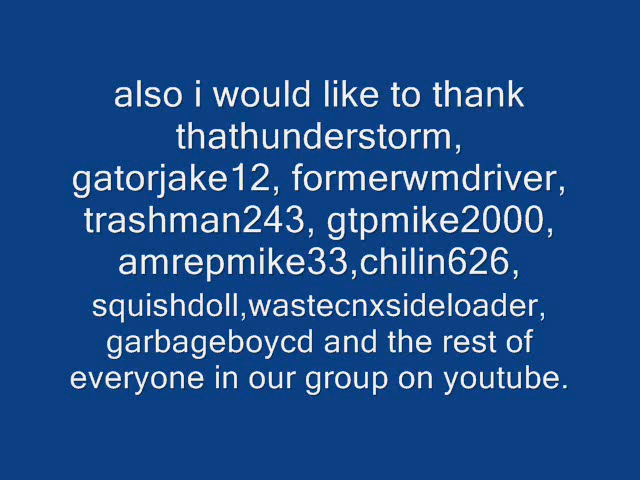 also i would like to thank
thathunderstorm,
gatorjake12, formerwmdriver,
trashman243, gtpmike2000,
amrepmike33,chilin626,
squishdoll,wastecnxsideloader,
garbageboycd and the rest of
everyone in our group on youtube.